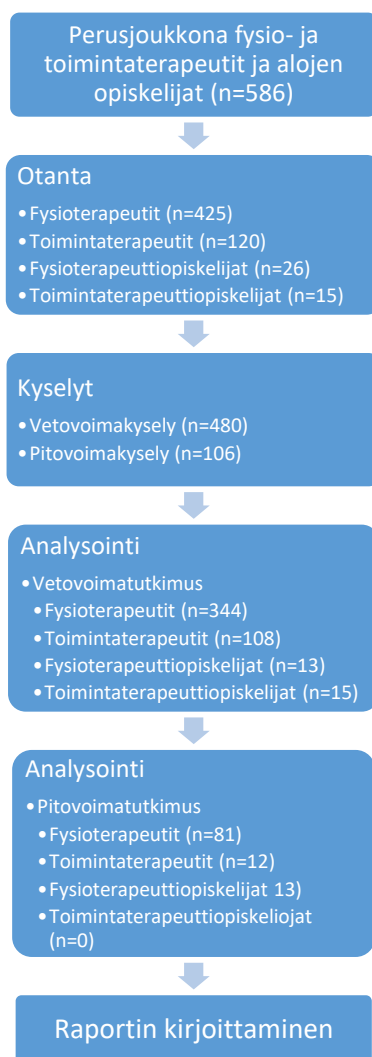 Perusjoukkona fysio- ja
toimintaterapeutit ja alojen
opiskelijat (n=586)
Otanta
•Fysioterapeutit (n=425)
•Toimintaterapeutit (n=120)
•Fysioterapeuttiopiskelijat (n=26)
•Toimintaterapeuttiopiskelijat (n=15)
Kyselyt
•Vetovoimakysely (n=480)
•Pitovoimakysely (n=106)
Analysointi
•Vetovoimatutkimus
•Fysioterapeutit (n=344)
•Toimintaterapeutit (n=108)
•Fysioterapeuttiopiskelijat (n=13)
•Toimintaterapeuttiopiskelijat (n=15)
Analysointi
•Pitovoimatutkimus
•Fysioterapeutit (n=81)
•Toimintaterapeutit (n=12)
•Fysioterapeuttiopiskelijat 13)
•Toimintaterapeuttiopiskeliojat
(n=0)
Raportin kirjoittaminen